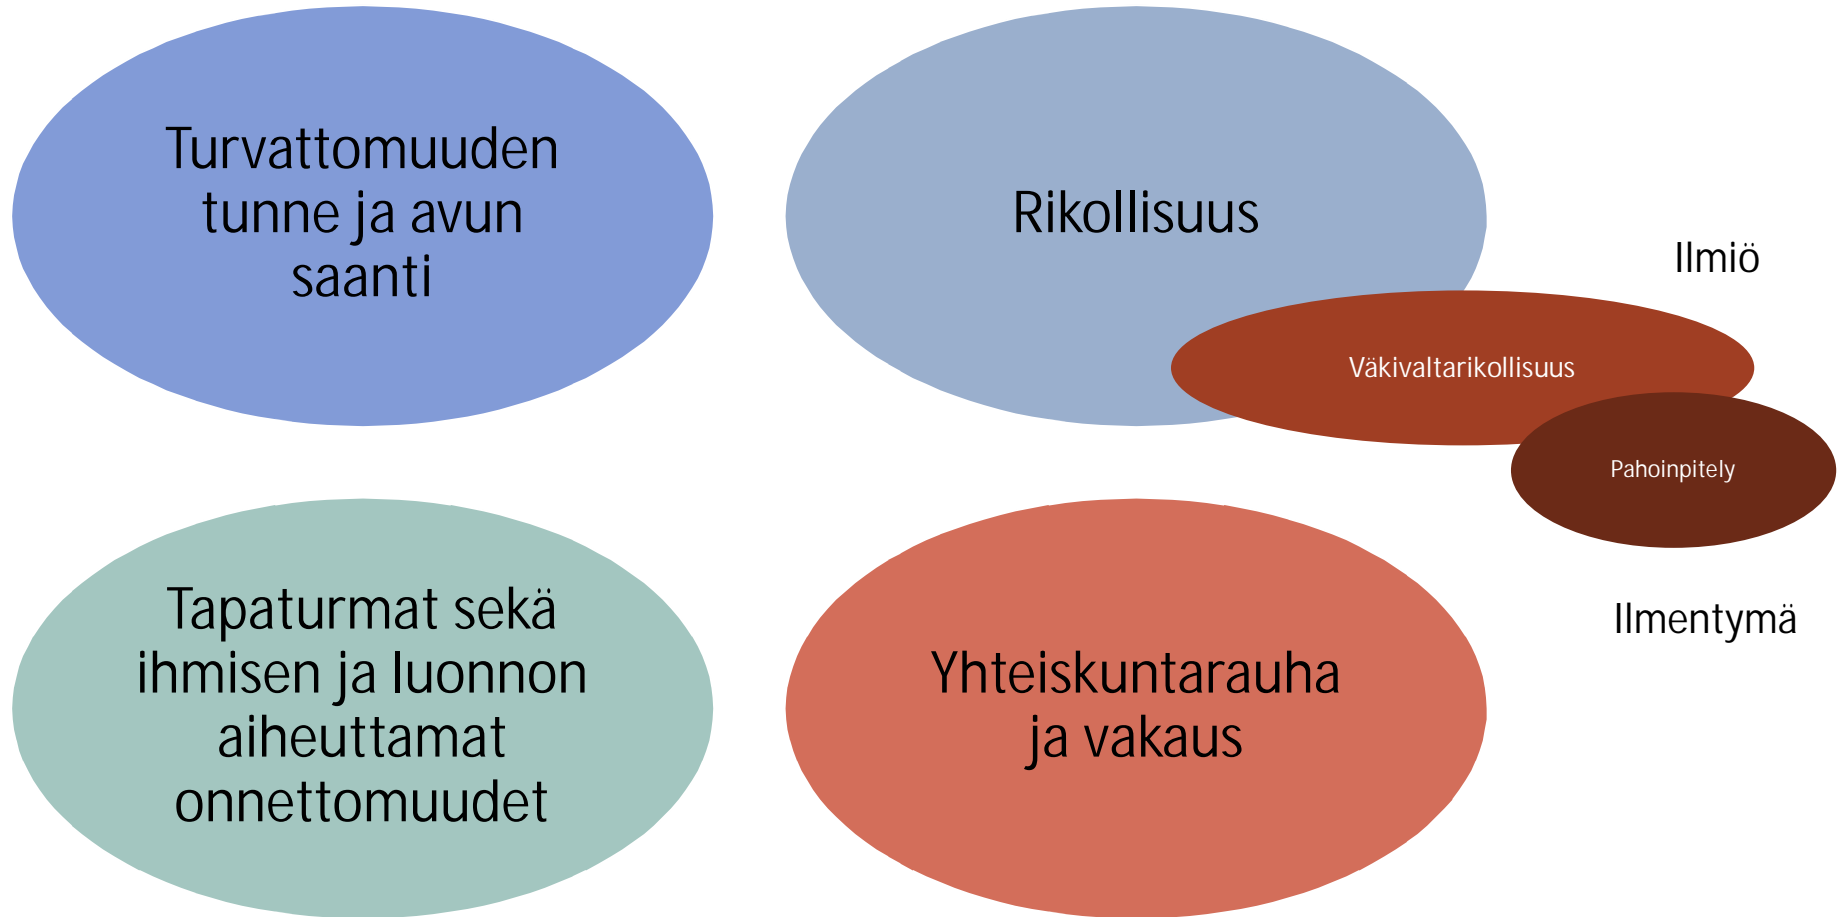 Turvattomuuden
tunne ja avun
saanti
Rikollisuus
Ilmiö
Väkivaltarikollisuus
Pahoinpitely
Ilmentymä
Tapaturmat sekä
ihmisen ja luonnon
aiheuttamat
onnettomuudet
Yhteiskuntarauha
ja vakaus